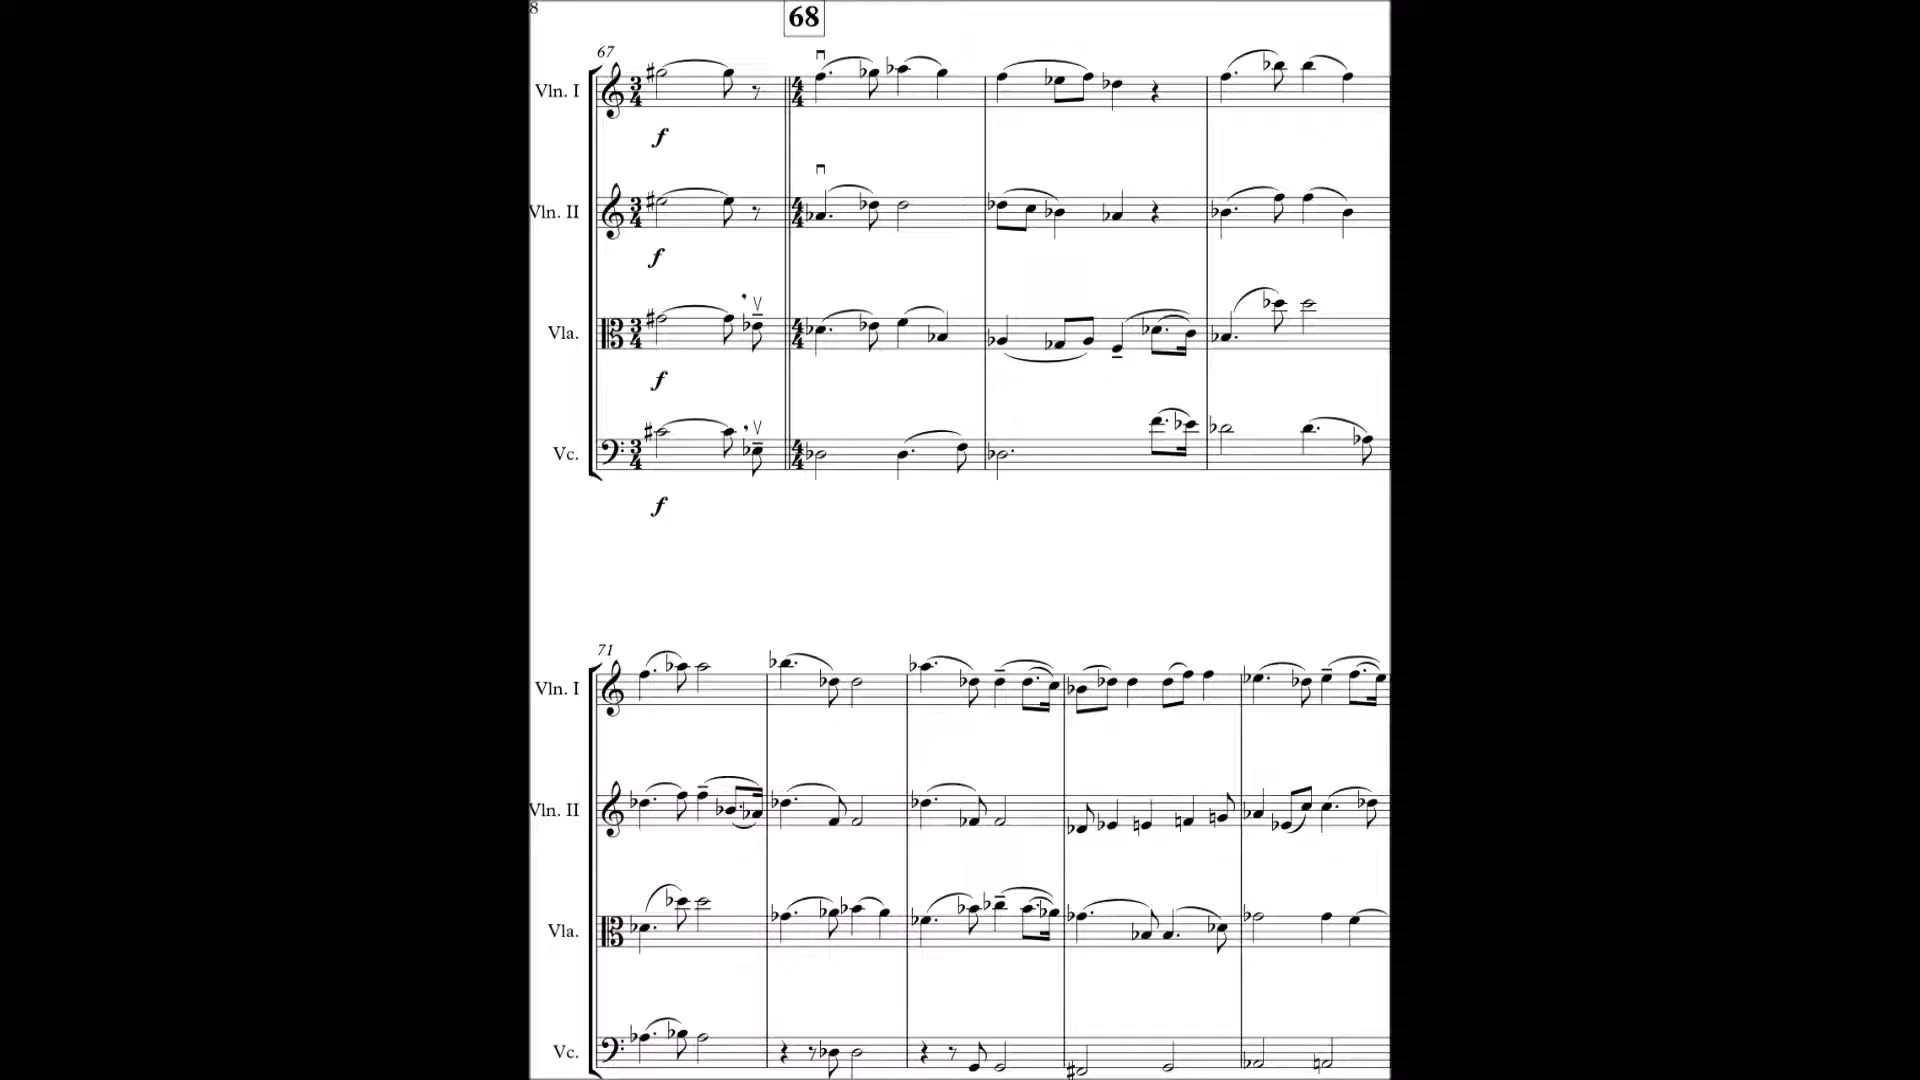 8
68
67
Vln. I
f
Vln. II
f
Vla.
f
Vc.
f
71
Vln. I
Vln. II
Vla.
Vc.